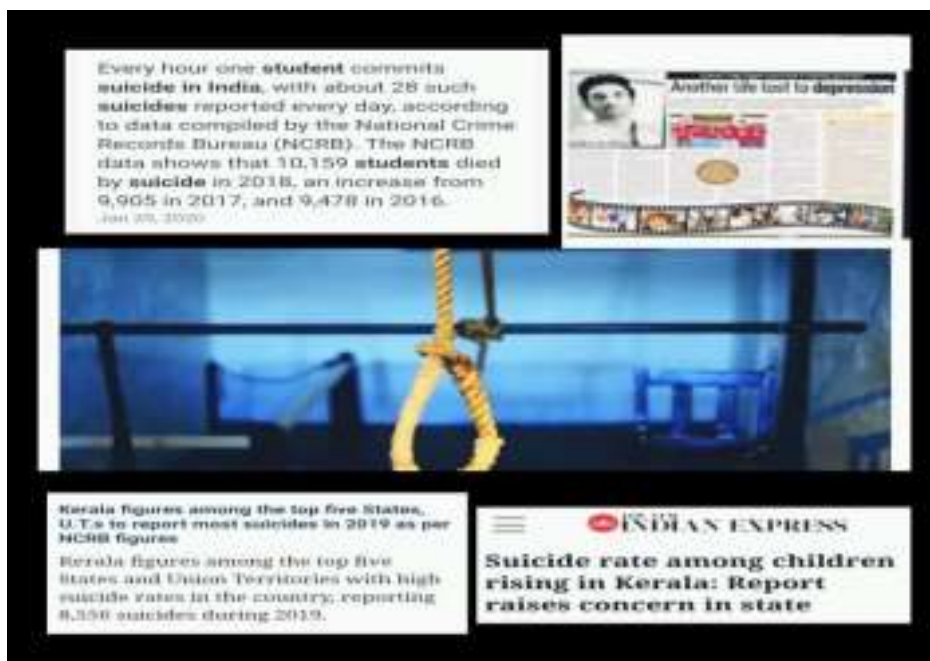 Every hour one student commits
suicide in India, with about 28 such
suicides reported every day, according
to data compiled by the National Crime
Records Bureau (NCRB). The NCRB
data shows that 10,159 students died
by suicide in 2018, an increase from
9,905 in 2017, and 9,478 in 2016.
Jan 29, 2020
Another life lost to depression
Kerala figures among the top five States,
U.T.s to report most suicides in 2019 as per
NCRB figures
Kerala figures among the top five
States and Union Territories with high
suicide rates in the country, reporting
8,556 suicides during 2019.
INDIAN EXPRESS
Suicide rate among children
rising in Kerala: Report
raises concern in state